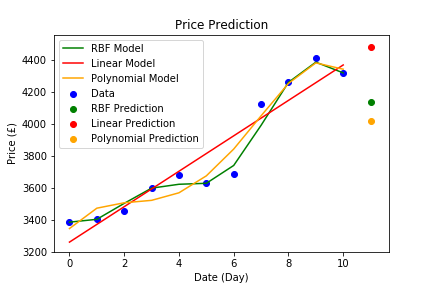 Price Prediction
RBF Model
Linear Model
Polynomial Model
Data
RBF Prediction
Linear Prediction
Polynomial Prediction
Price (£)
4400
4200
4000
3800
3600
3400
3200
0 2 4 6 8 10
Date (Day)